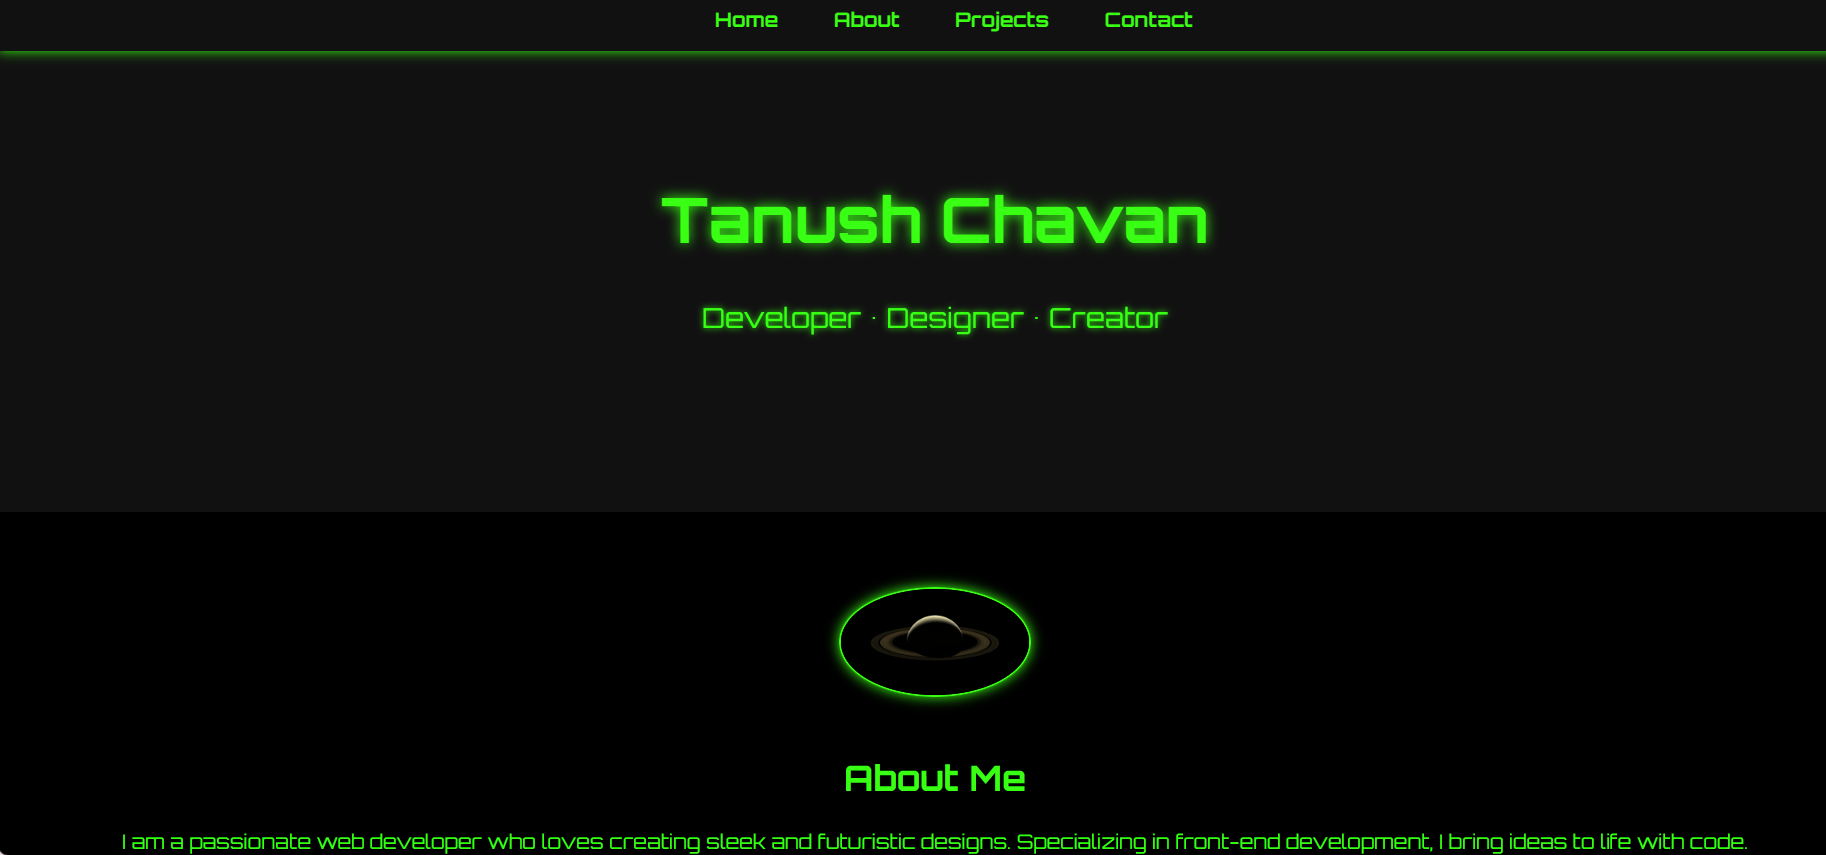 Home About Projects Contact
Tanush Chavan
Developer · Designer · Creator
About Me
I am a passionate web developer who loves creating sleek and futuristic designs. Specializing in front-end development, I bring ideas to life with code.